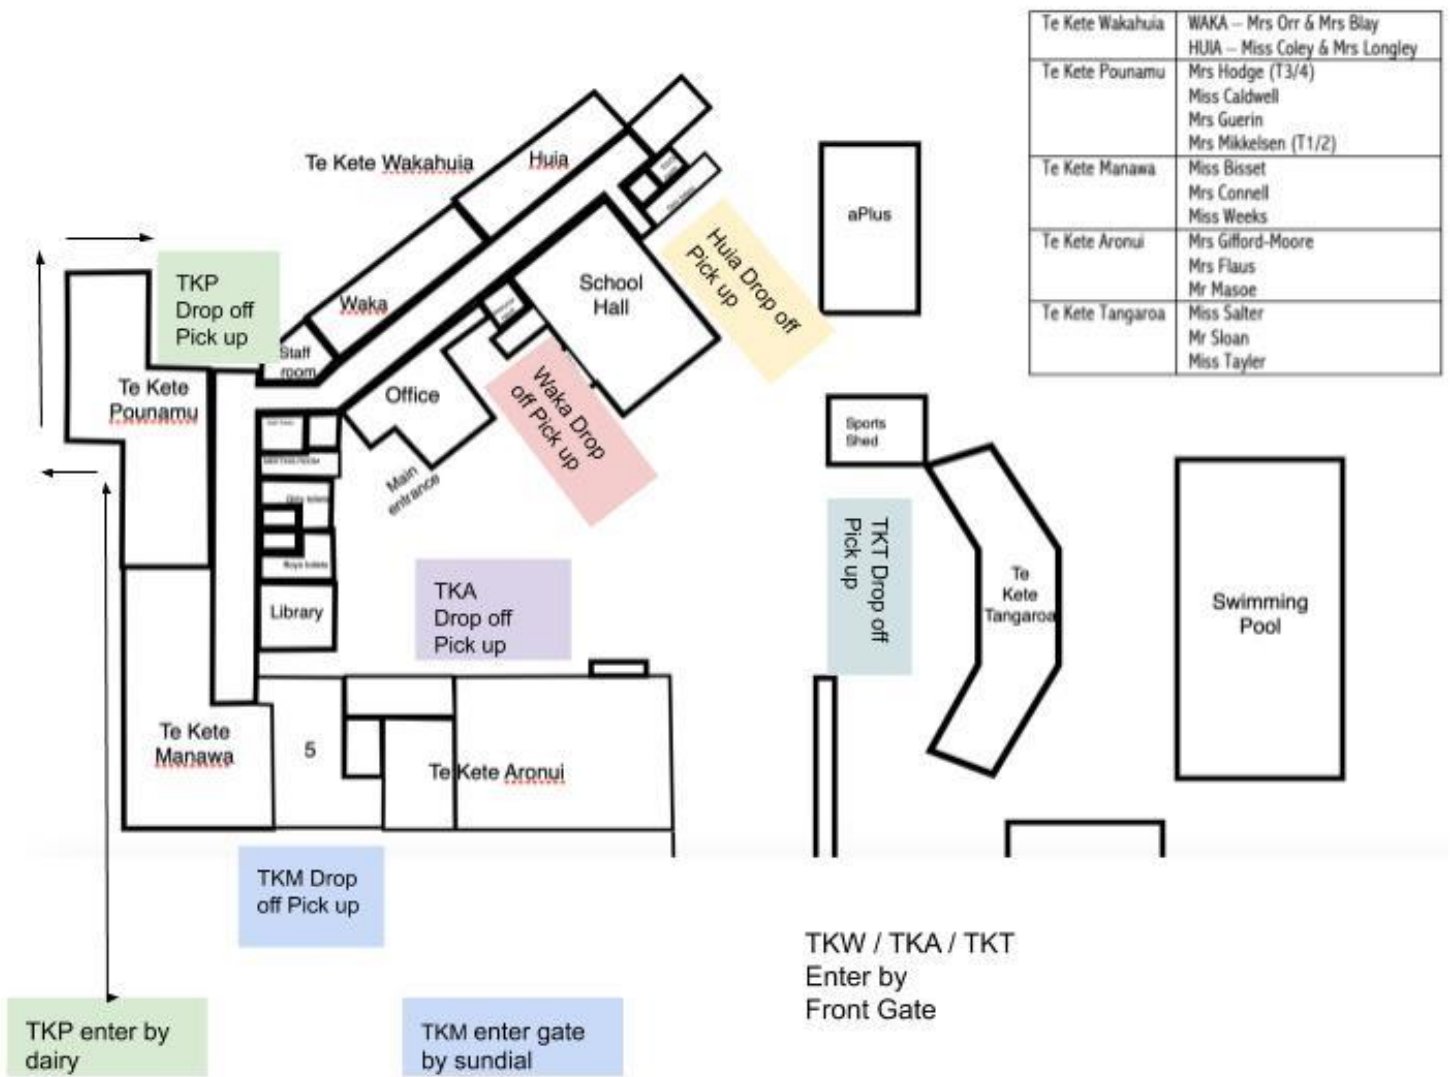 Te Kete Wakahuia
WAKA – Mrs Orr & Mrs Blay
HUIA – Miss Coley & Mrs Longley
Te Kete Pounamu
Mrs Hodge (T3/4)
Miss Caldwell
Mrs Guerin
Mrs Mikkelsen (T1/2)
Te Kete Manawa
Miss Bisset
Mrs Connell
Miss Weeks
Te Kete Aronui
Mrs Gifford-Moore
Mrs Flaus
Mr Masoe
Te Kete Tangaroa
Miss Salter
Mr Sloan
Miss Tayler
Te Kete Wakahuia
Huia
Waka
Staff
room
School
Hall
Huia Drop off
Pick up
aPlus
TKP
Drop off
Pick up
Te Kete
Pounamu
Office
Main
entrance
Waka Drop
off Pick up
Sports
Shed
MEETING ROOM
Girls toilets
Boys toilets
Library
TKA
Drop off
Pick up
TKT Drop off
Pick up
Te
Kete
Tangaroa
Swimming
Pool
Te Kete
Manawa
5
Te Kete Aronui
TKM Drop
off Pick up
TKW / TKA / TKT
Enter by
Front Gate
TKP enter by
dairy
TKM enter gate
by sundial